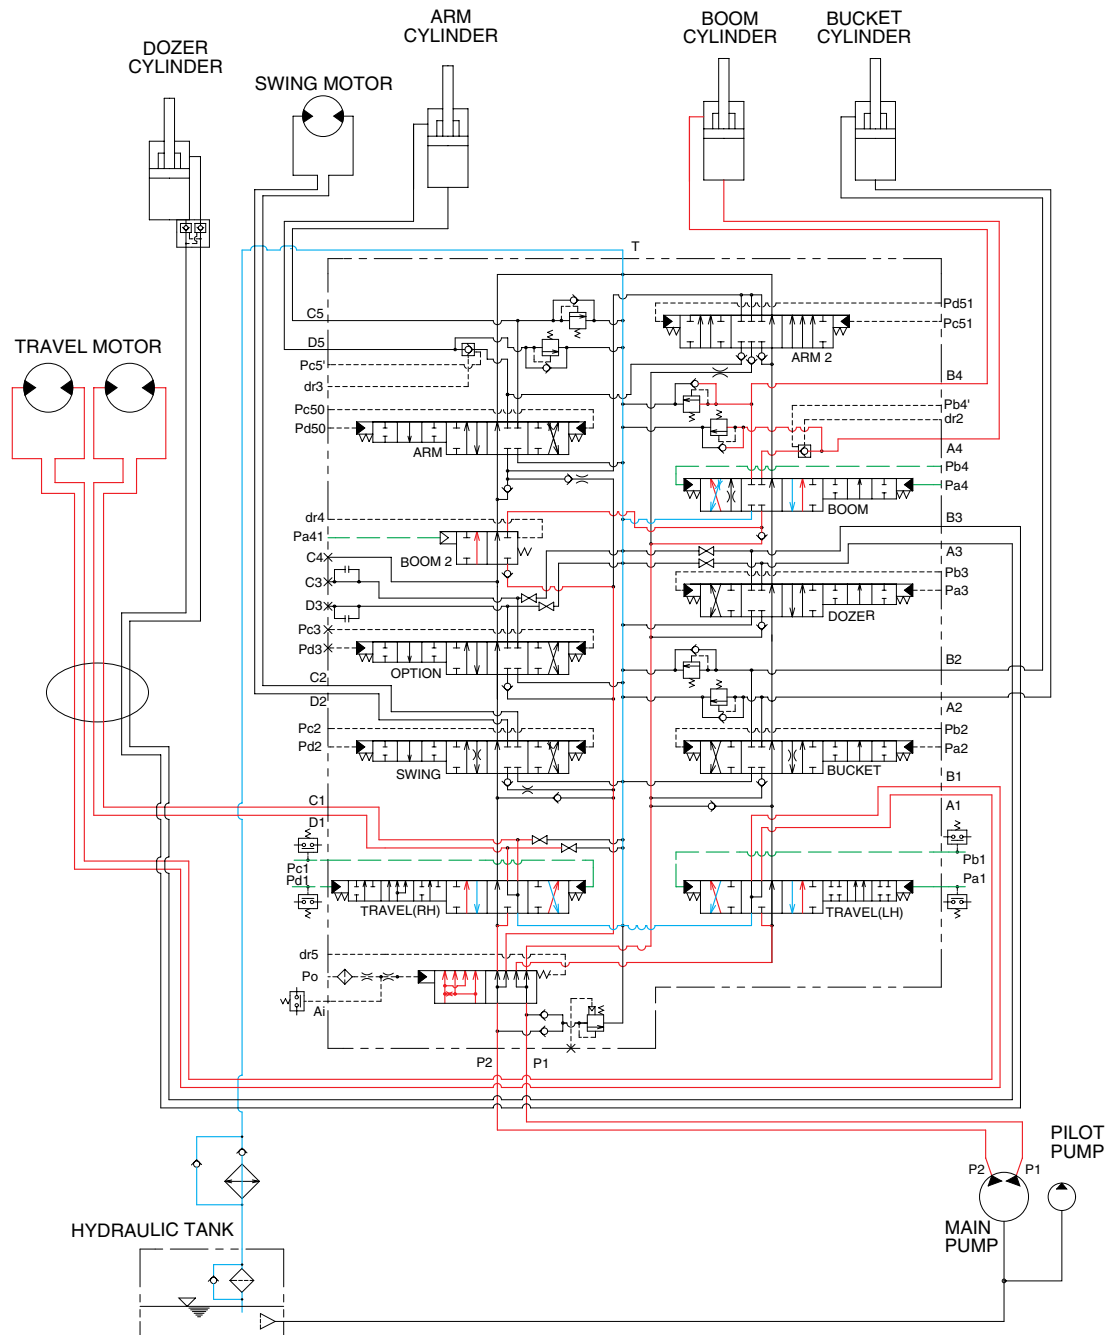 ARM
CYLINDER
BOOM
CYLINDER
BUCKET
CYLINDER
DOZER
CYLINDER
SWING MOTOR
TRAVEL MOTOR
T
C5
D5
Pc5'
dr3
Pc50
Pd50
ARM
dr4
Pa41
BOOM 2
C4
C3
D3
Pc3
Pd3
OPTION
C2
D2
Pc2
Pd2
SWING
C1
D1
Pc1
Pd1
TRAVEL(RH)
dr5
Po
Ai
P2
P1
Pd51
Pc51
ARM 2
B4
Pb4'
dr2
A4
Pb4
Pa4
BOOM
B3
A3
Pb3
Pa3
DOZER
B2
A2
Pb2
Pa2
BUCKET
B1
A1
Pb1
Pa1
TRAVEL(LH)
PILOT
PUMP
P2
P1
MAIN
PUMP
HYDRAULIC TANK